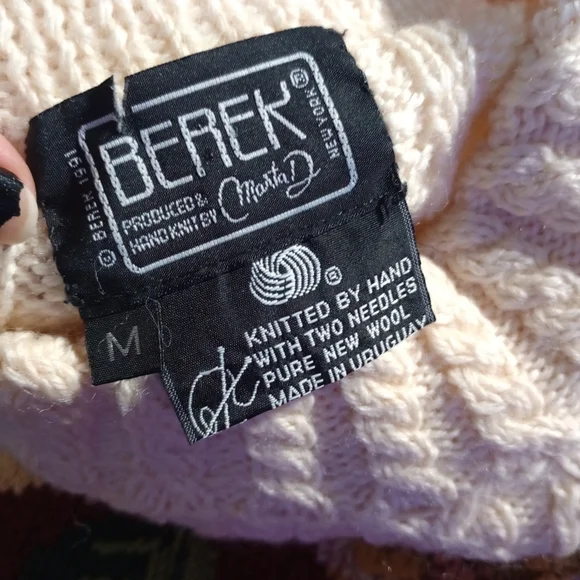 BEREK ®
NEW YORK
© BERK 1991
PRODUCED &
HAND KNIT BY Marta D.
M
®
KNITTED BY HAND
WITH TWO NEEDLES
PURE NEW WOOL
MADE IN URUGUAY